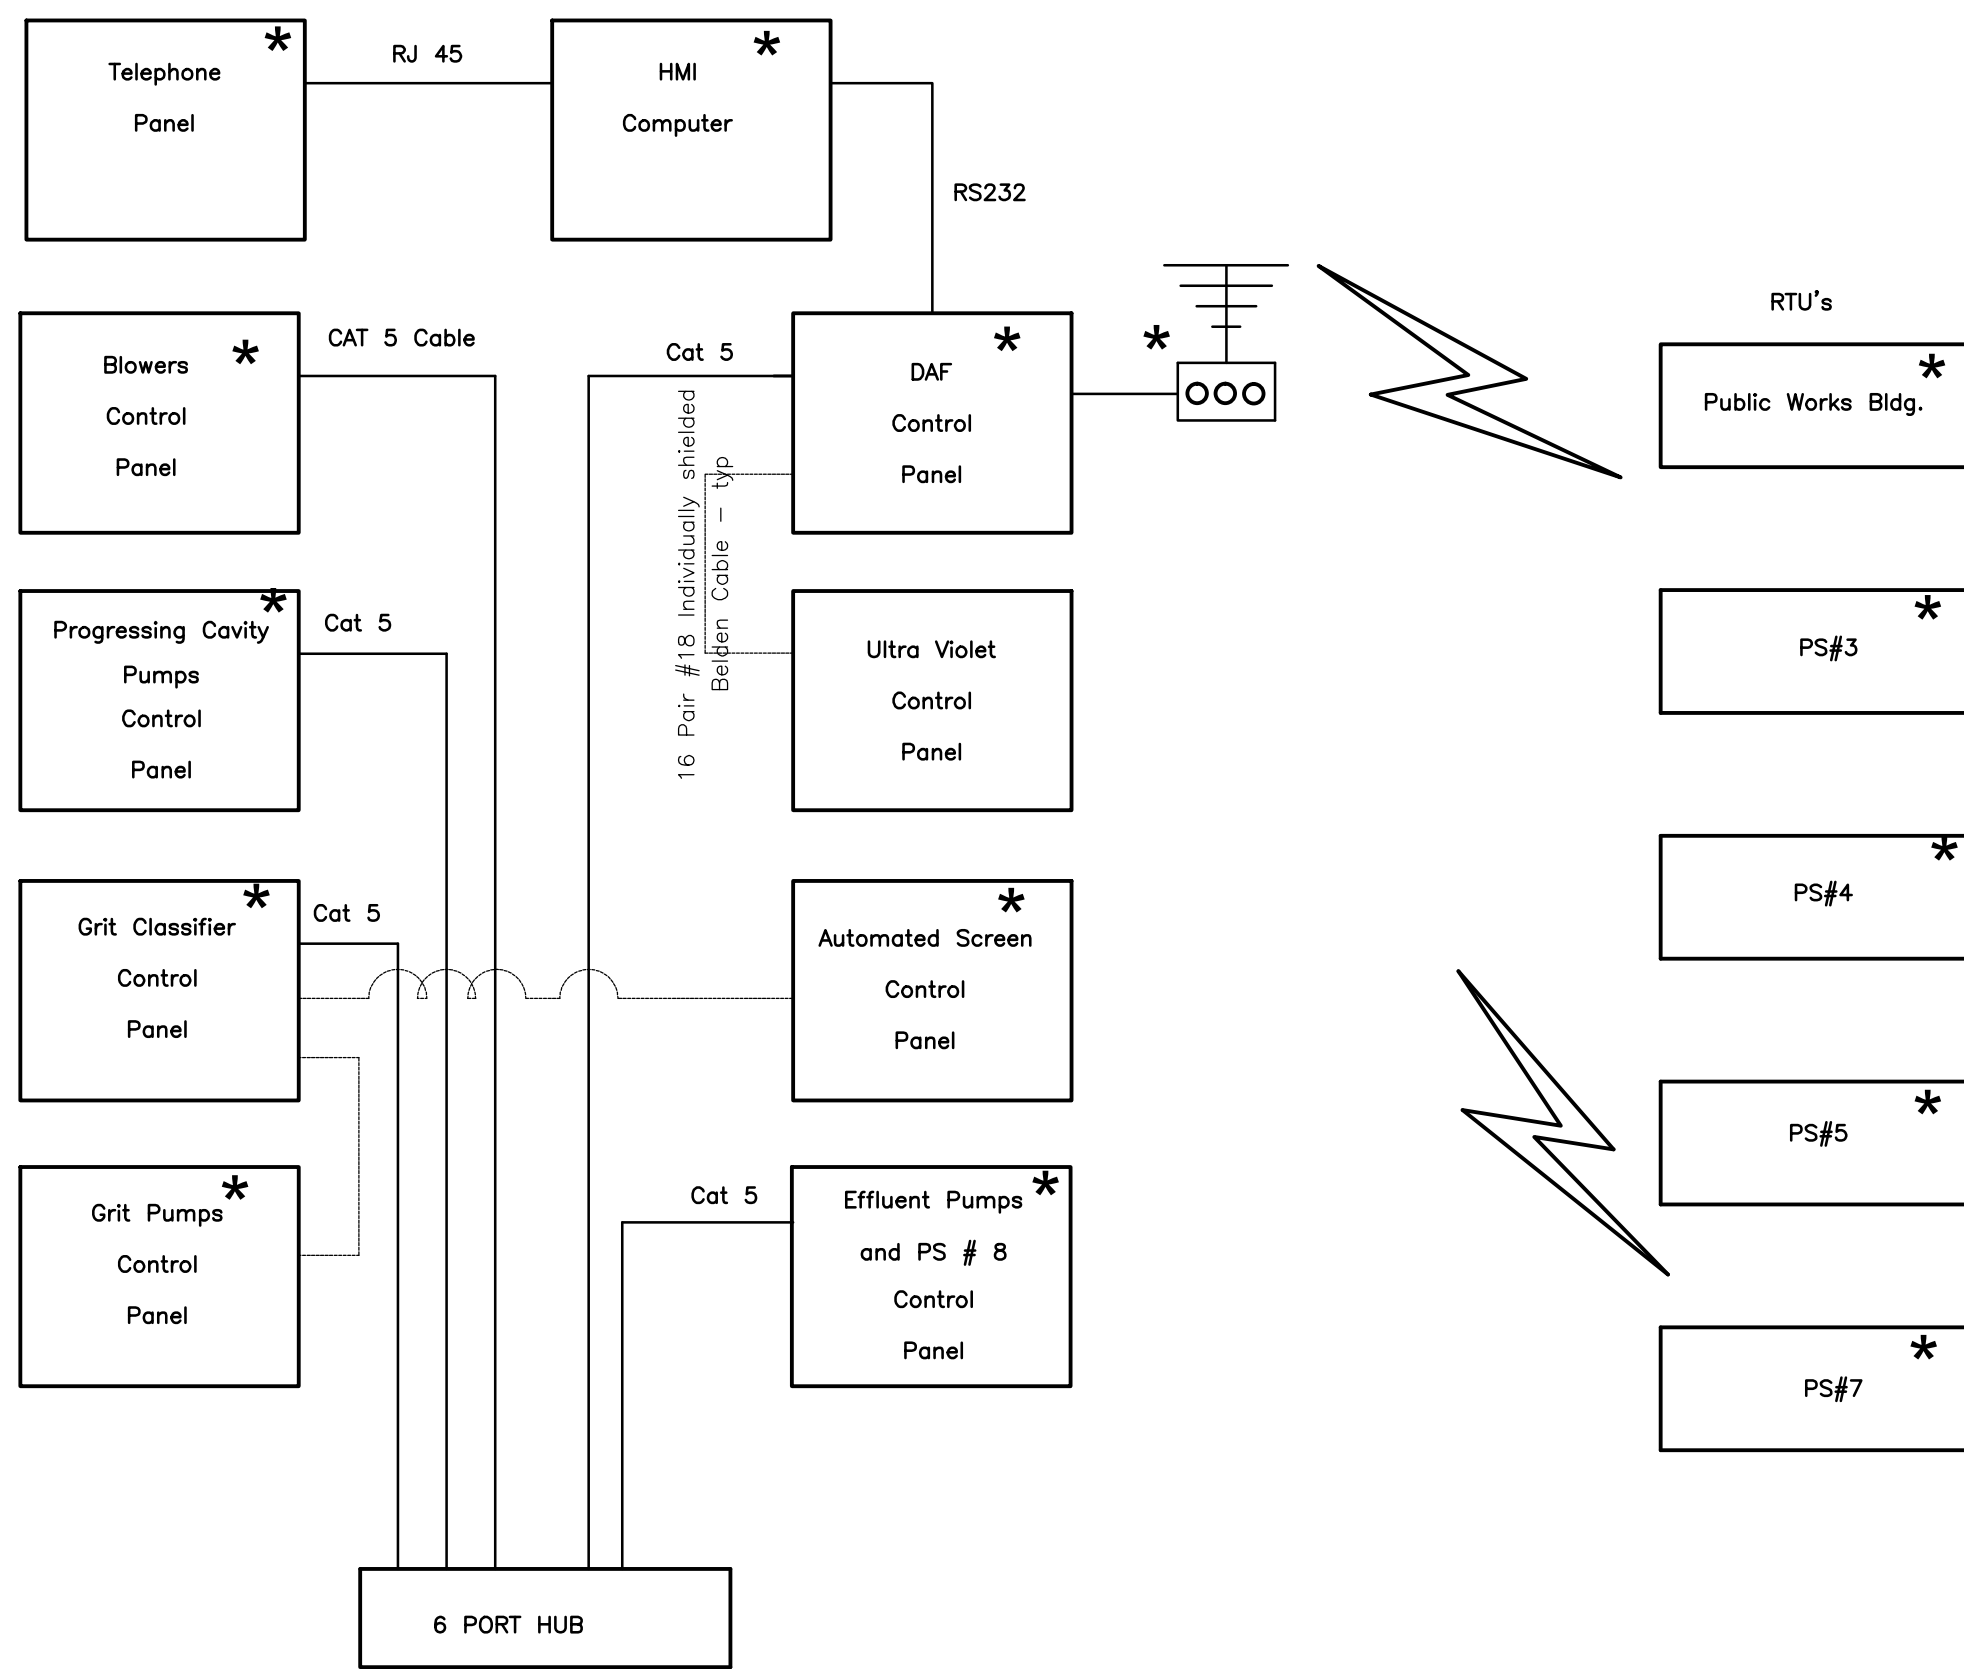 Telephone
Panel
*
RJ 45
HMI
Computer
*
RS232
Blowers
Control
Panel
*
CAT 5 Cable
Cat 5
DAF
Control
Panel
*
*
RTU's
Public Works Bldg.
*
16 Pair #18 Individually shielded
Belden Cable - typ
Progressing Cavity
Pumps
Control
Panel
*
Cat 5
Ultra Violet
Control
Panel
PS#3
*
Grit Classifier
Control
Panel
*
Cat 5
Automated Screen
Control
Panel
*
PS#4
*
Grit Pumps
Control
Panel
*
Cat 5
Effluent Pumps
and PS # 8
Control
Panel
*
PS#5
*
PS#7
*
6 PORT HUB